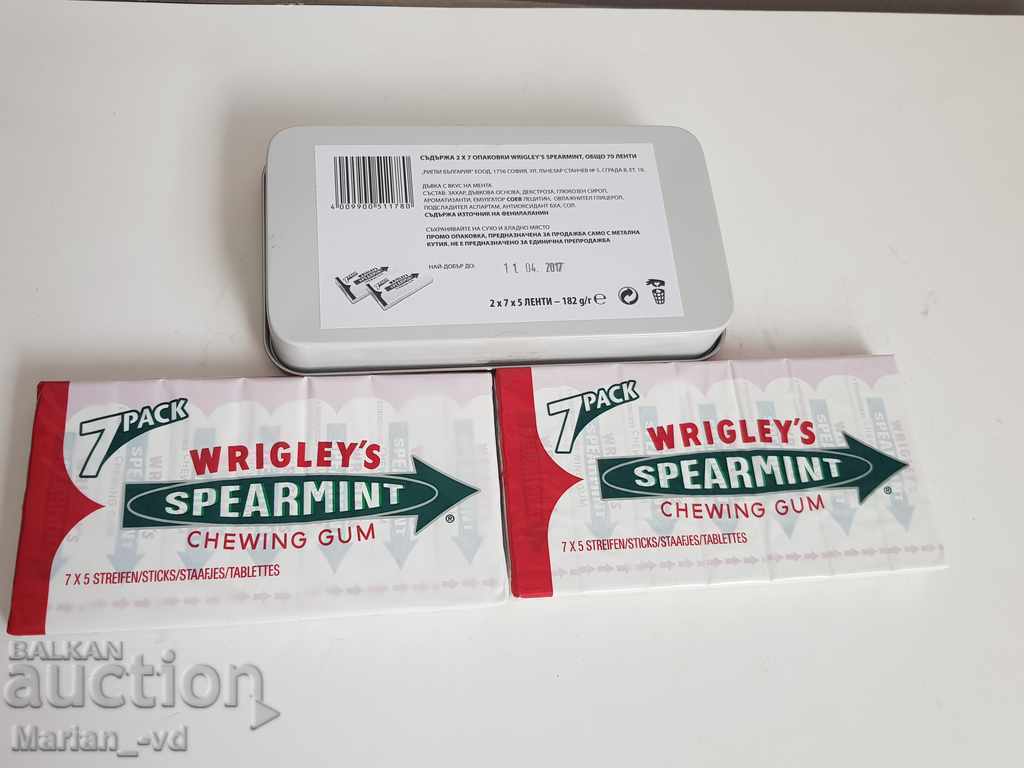 СЪДЪРЖА 2 X 7 ОПАКОВКИ WRIGLEY'S SPEARMINT, ОБЩО 70 ЛЕНТИ
„РИГЛИ БЪЛГАРИЯ" ЕООД, 1756 СОФИЯ, УЛ. ЛЪЧЕЗАР СТАНЧЕВ № 5, СГРАДА B, ЕТ. 10.
ДЪВКА С ВКУС НА МЕНТА
СЪСТАВ: ЗАХАР, ДЪВКОВА ОСНОВА, ДЕКСТРОЗА, ГЛЮКОЗЕН СИРОП,
АРОМАТИЗАНТИ, ЕМУЛГАТОР СОЕВ ЛЕЦИТИН, ОВЛАЖНИТЕЛ ГЛИЦЕРОЛ,
ПОДСЛАДИТЕЛ АСПАРТАМ, АНТИОКСИДАНТ БХА, СОЛ.
СЪДЪРЖА ИЗТОЧНИК НА ФЕНИЛАЛАНИН
СЪХРАНЯВАЙТЕ НА СУХО И ХЛАДНО МЯСТО
ПРОМО ОПАКОВКА, ПРЕДНАЗНАЧЕНА ЗА ПРОДАЖБА САМО С МЕТАЛНА
КУТИЯ. НЕ Е ПРЕДНАЗНАЧЕНО ЗА ЕДИНИЧНА ПРЕПРОДАЖБА
4 009900 511780
НАЙ-ДОБЪР ДО: 11. 04. 2017
2 x 7 x 5 ЛЕНТИ – 182 g/г e
7 PACK
WRIGLEY'S
SPEARMINT
CHEWING GUM
7 X 5 STREIFEN/STICKS/STAAFJES/TABLETTES
7 PACK
WRIGLEY'S
SPEARMINT
CHEWING GUM
7 X 5 STREIFEN/STICKS/STAAFJES/TABLETTES
BALKAN
auction
Marian_-vd